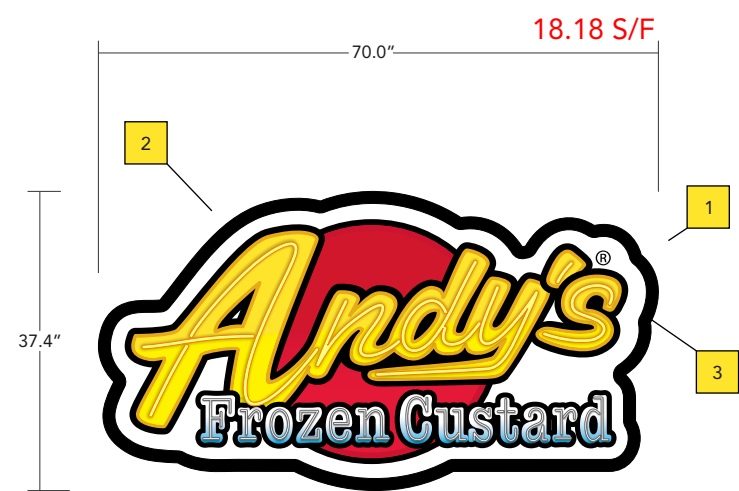 18.18 S/F
70.0”
2
1
37.4”
Andy's®
3
Frozen Custard